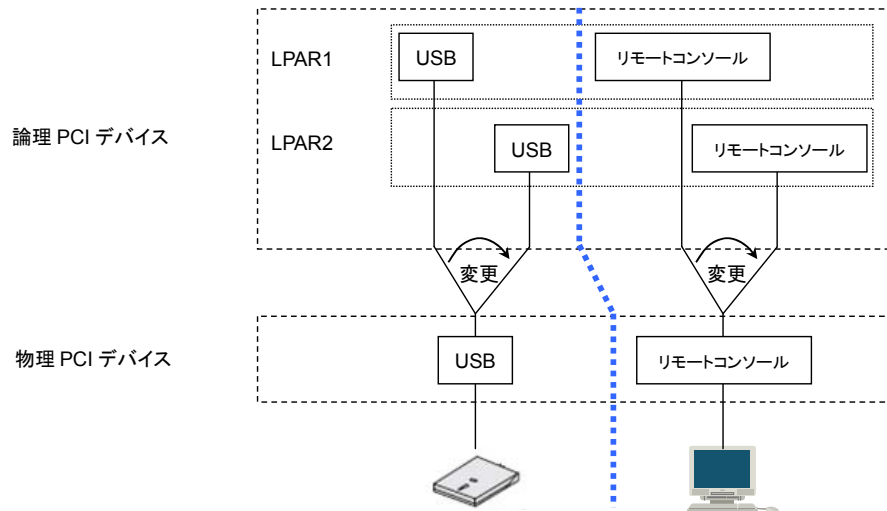 LPAR1
USB
リモートコンソール
論理 PCI デバイス
LPAR2
USB
リモートコンソール
変更
変更
物理 PCI デバイス
USB
リモートコンソール